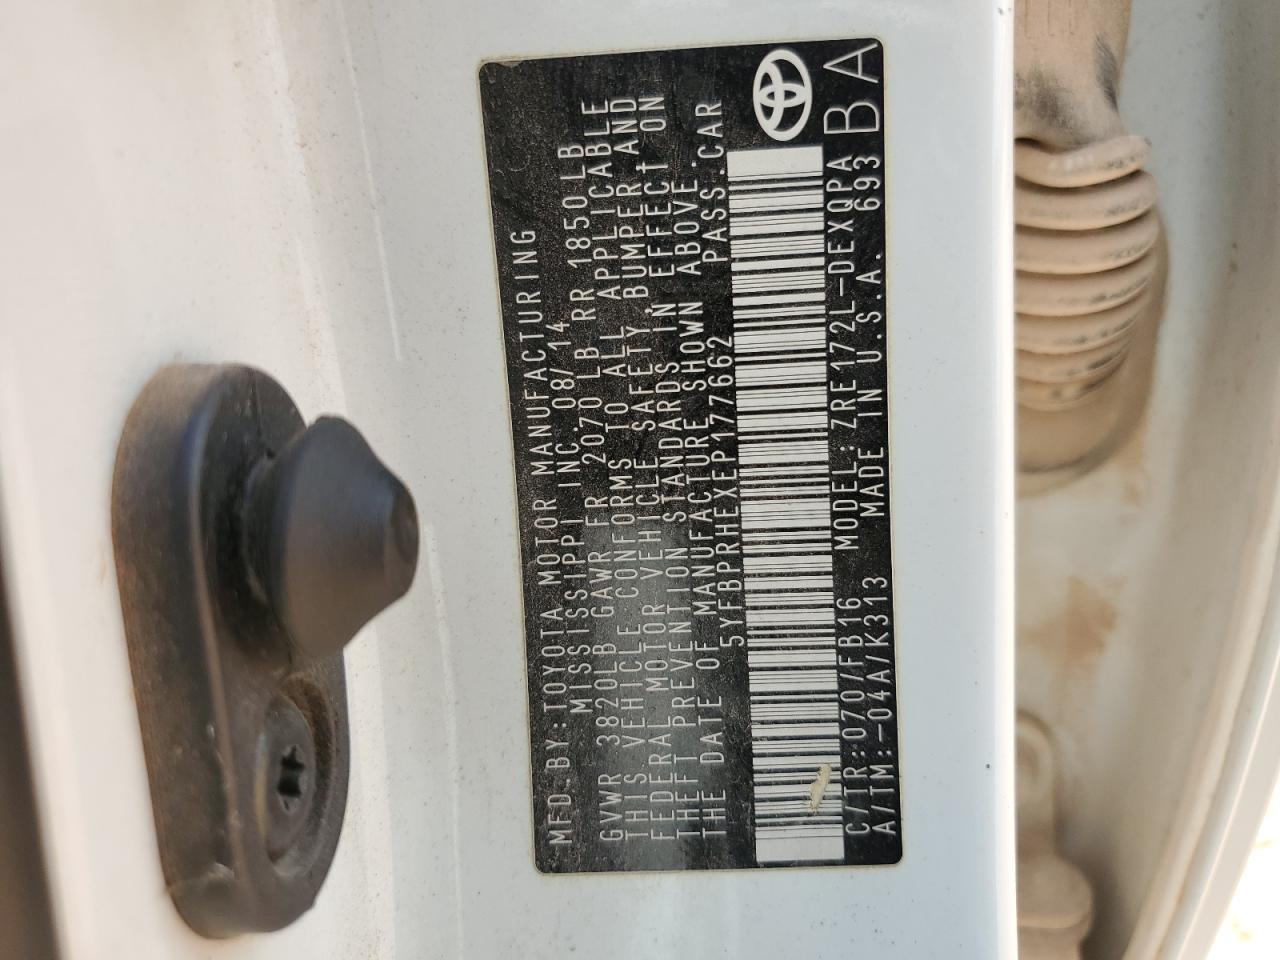 MFD. BY: TOYOTA MOTOR MANUFACTURING
MISSISSIPPI INC 08/14
GVWR 3820LB GAWR FR 2070 LB RR 1850 LB
THIS VEHICLE CONFORMS TO ALL APPLICABLE
FEDERAL MOTOR VEHICLE SAFETY, BUMPER AND
THEFT PREVENTION STANDARDS IN EFFECT ON
THE DATE OF MANUFACTURE SHOWN ABOVE.
5YFBPRHEXEP177662 PASS. CAR
C/TR: 070/FB16 MODEL: ZRE172L-DEXQPA
A/TM: -04A/K313 MADE IN U.S.A. 693 BA